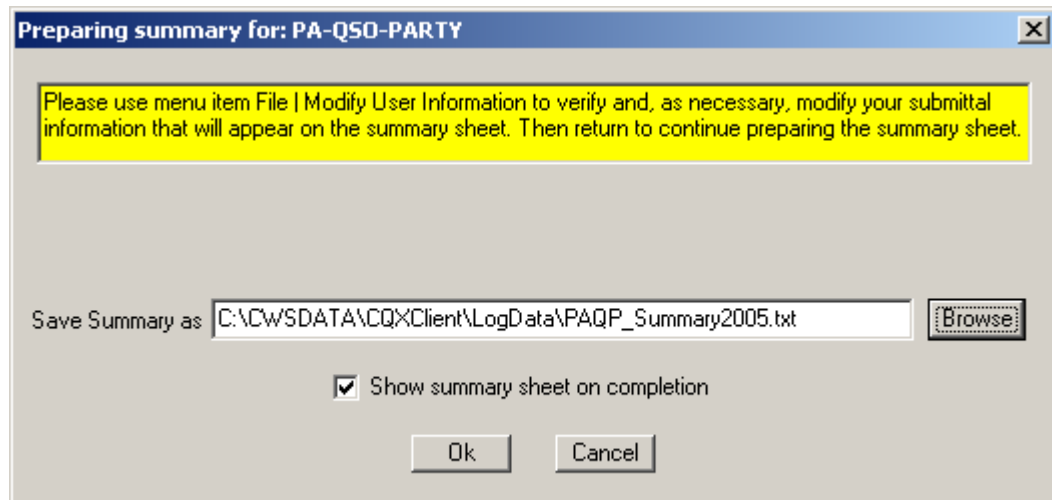 Preparing summary for: PA-QSO-PARTY
Please use menu item File | Modify User Information to verify and, as necessary, modify your submittal
information that will appear on the summary sheet. Then return to continue preparing the summary sheet.
Save Summary as C:\CWSDATA\CQXClient\LogData\PAQP_Summary2005.txt Browse
Show summary sheet on completion
Ok Cancel